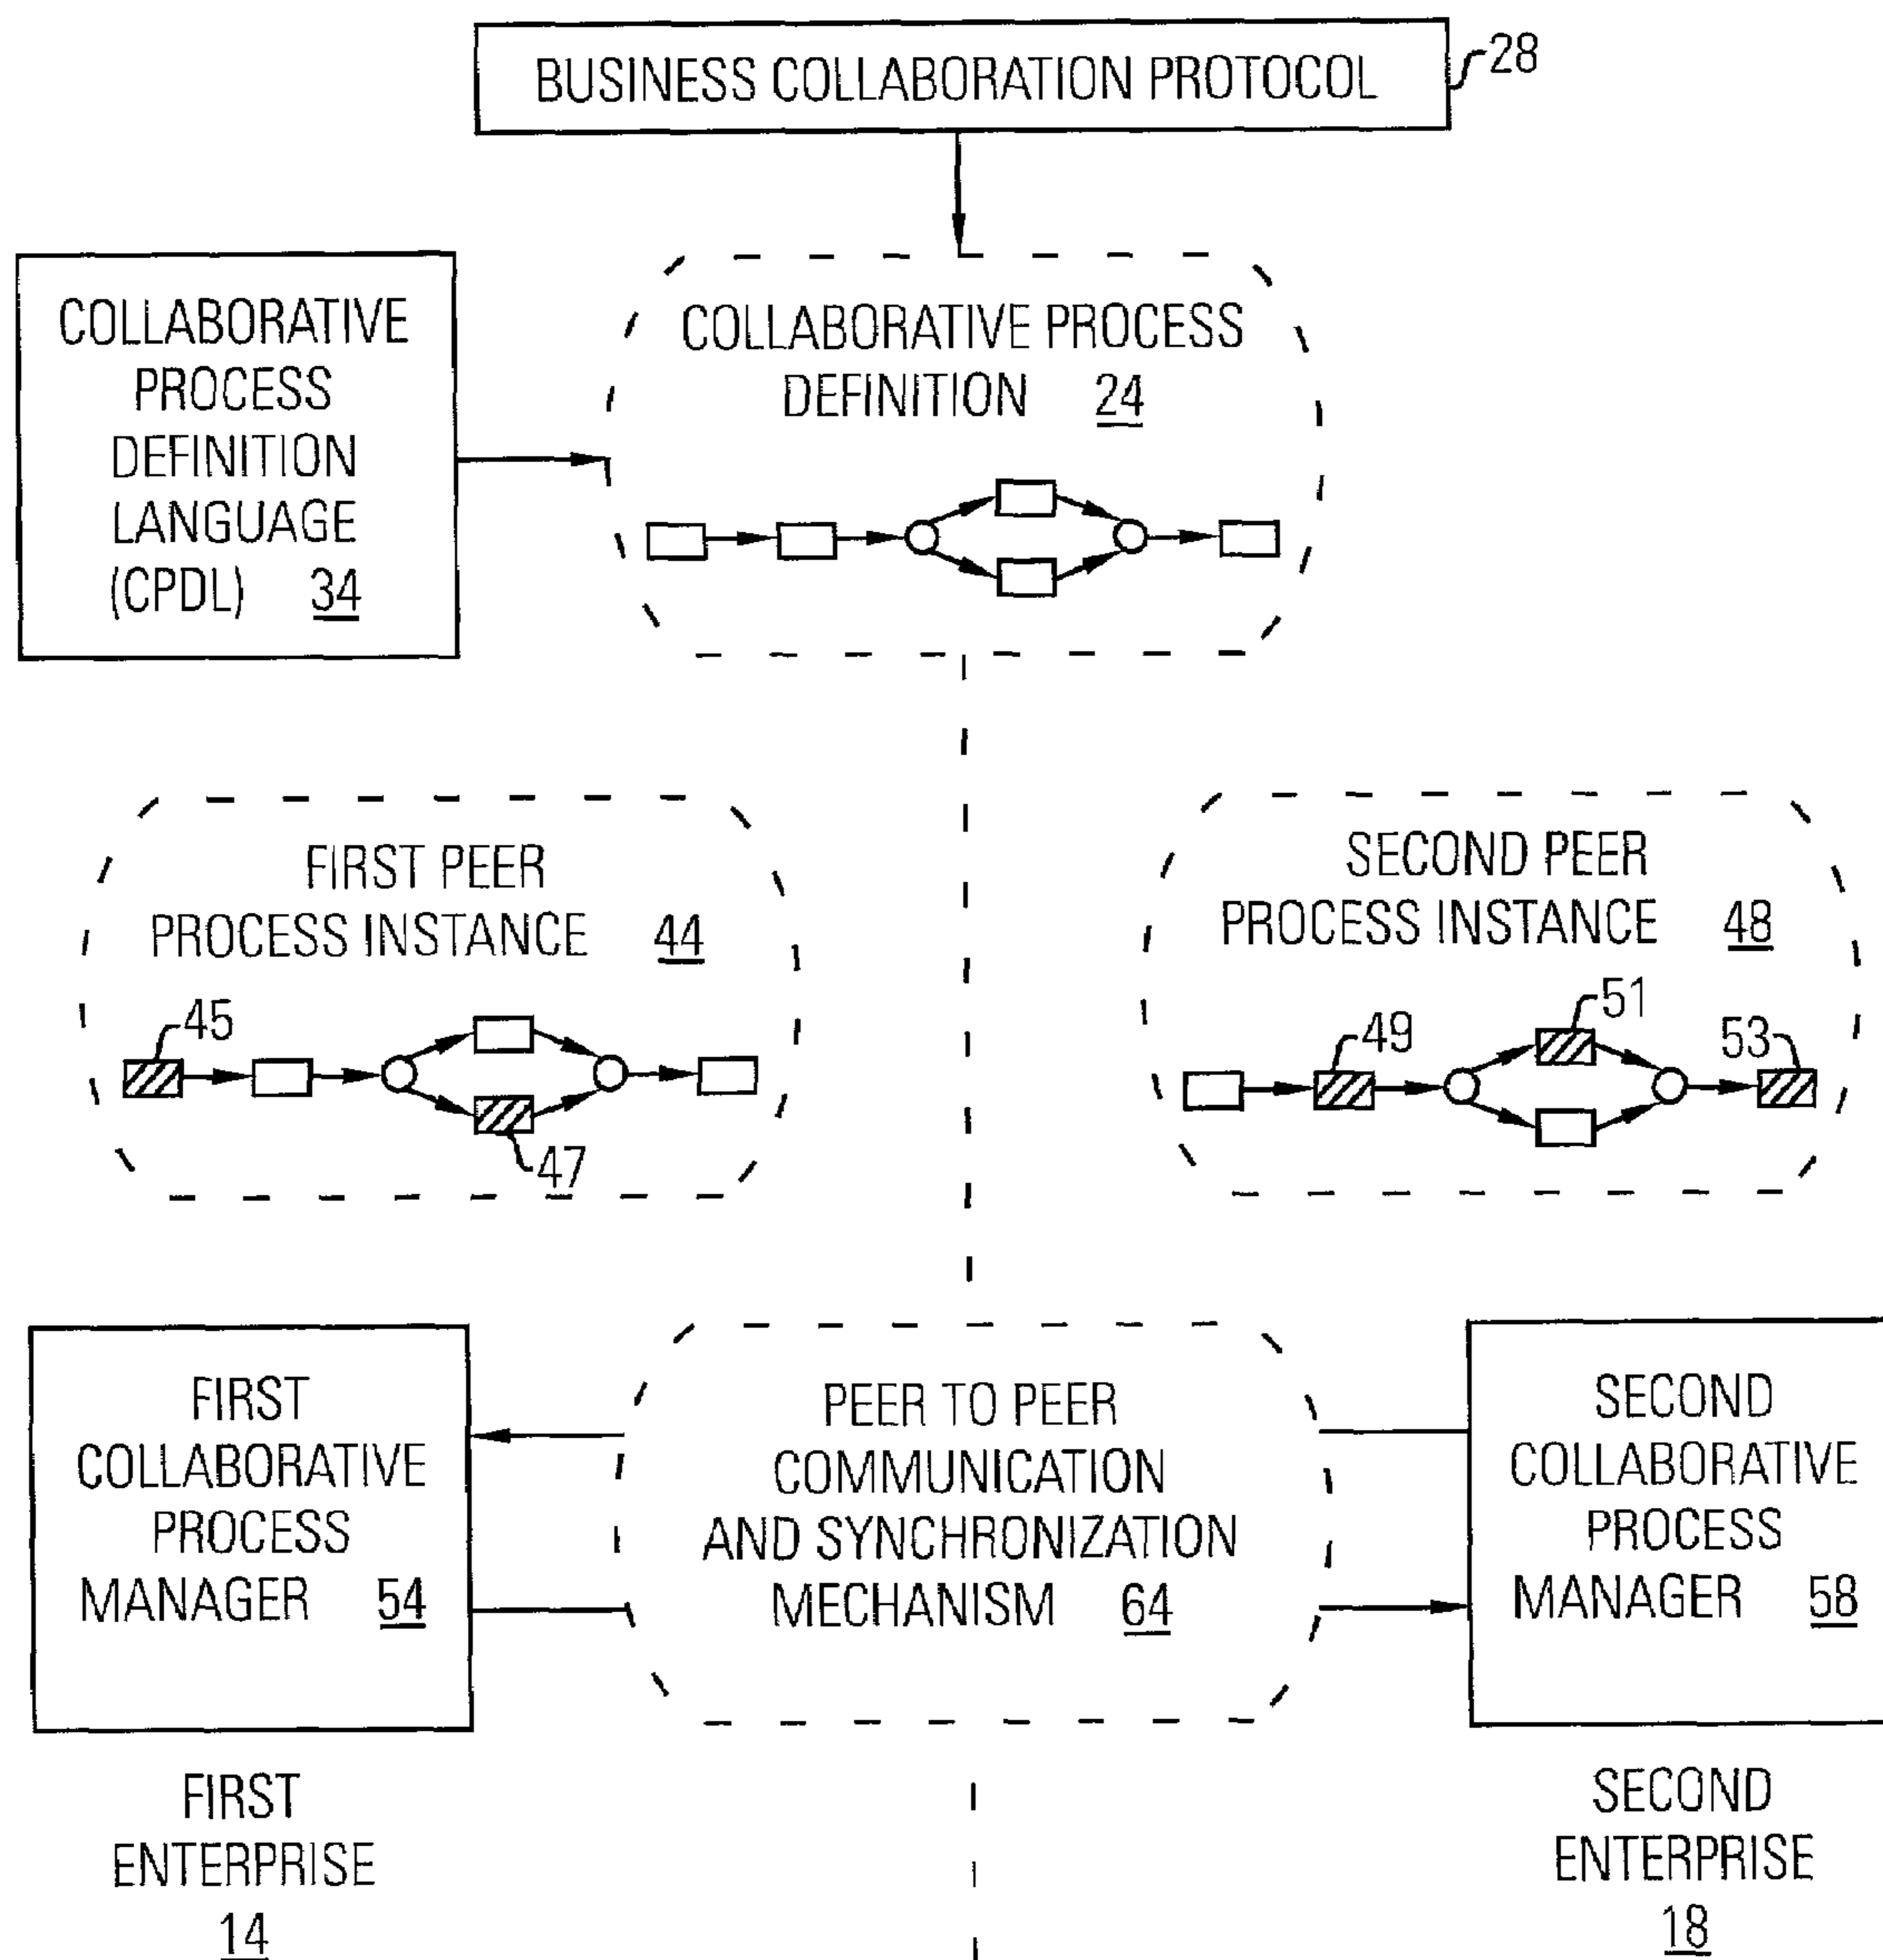 BUSINESS COLLABORATION PROTOCOL
28
COLLABORATIVE
PROCESS
DEFINITION
LANGUAGE
(CPDL) 34
COLLABORATIVE PROCESS
DEFINITION 24
FIRST PEER
PROCESS INSTANCE 44
45
47
SECOND PEER
PROCESS INSTANCE 48
49
51
53
FIRST
COLLABORATIVE
PROCESS
MANAGER 54
PEER TO PEER
COMMUNICATION
AND SYNCHRONIZATION
MECHANISM 64
SECOND
COLLABORATIVE
PROCESS
MANAGER 58
FIRST
ENTERPRISE
14
SECOND
ENTERPRISE
18